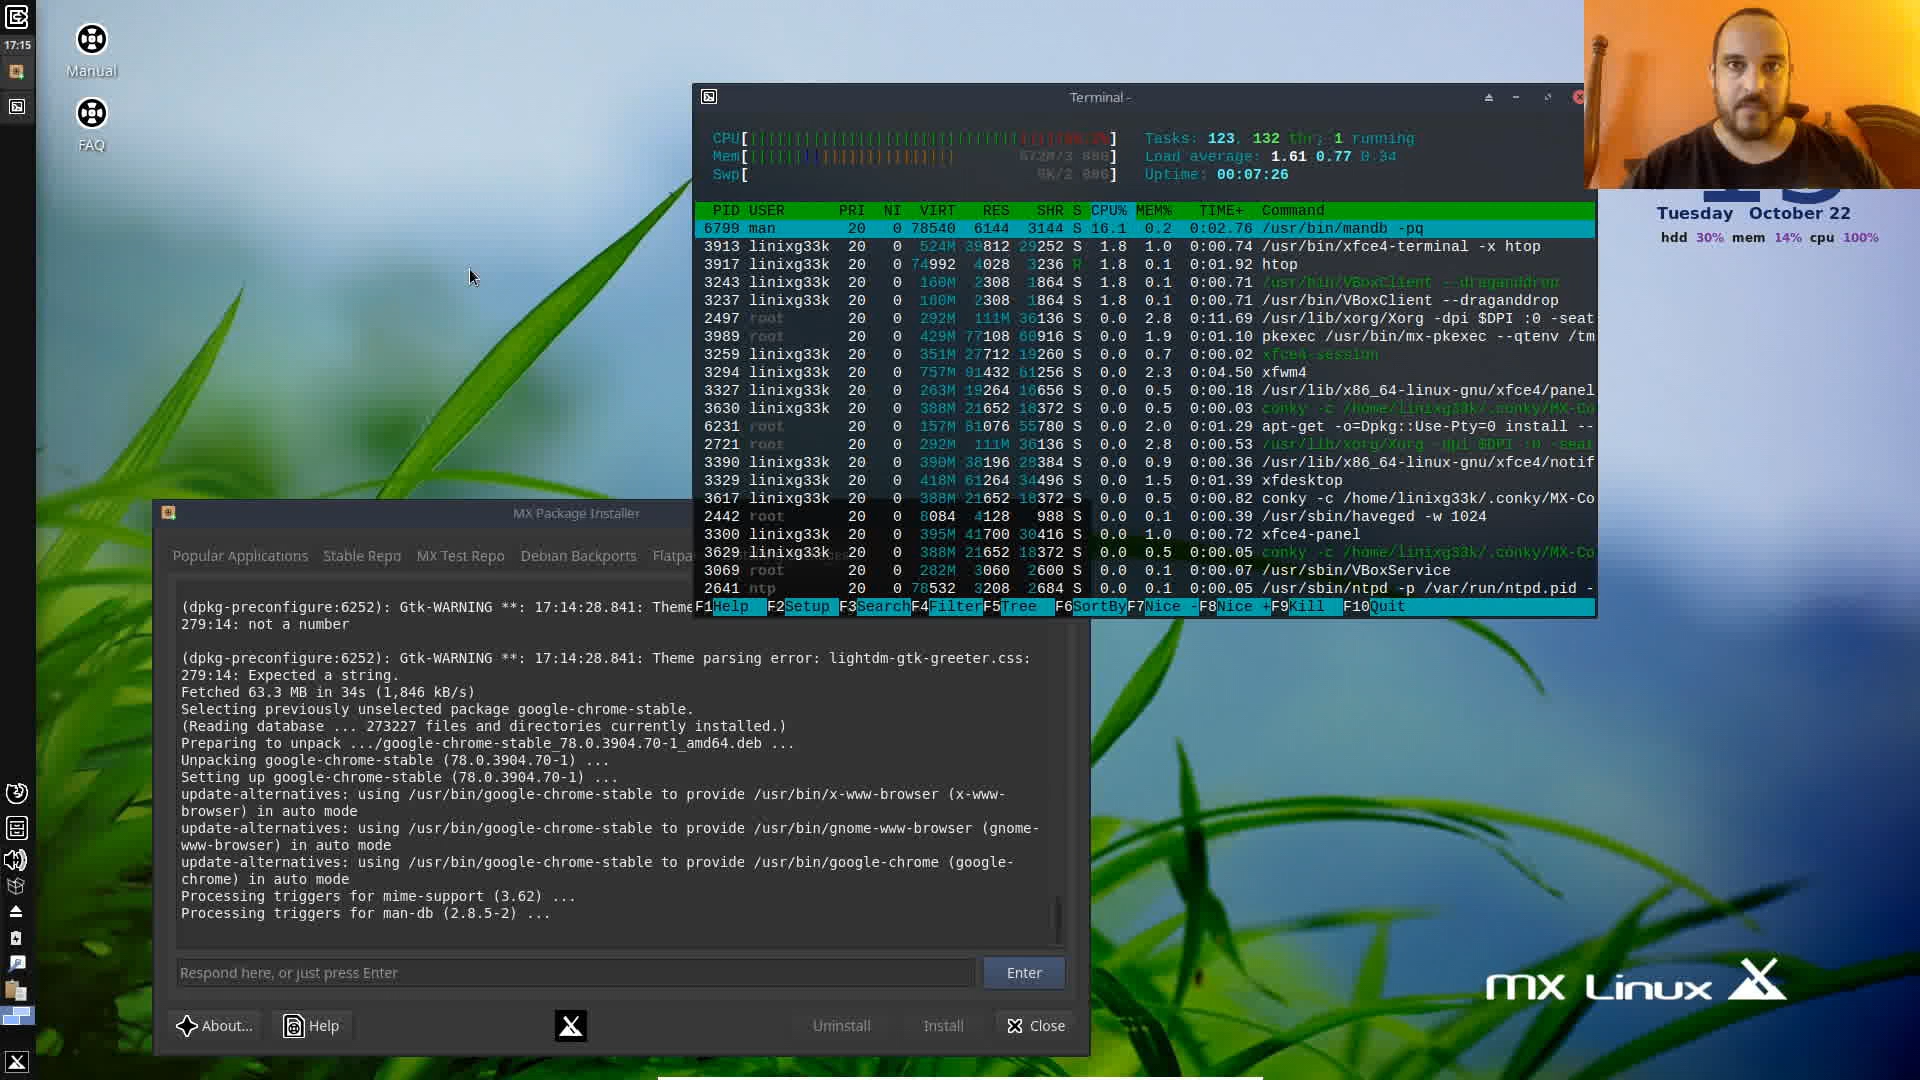 17:15
Manual
FAQ
Terminal -
CPU[ ]
Mem[ ]
Swp[ ]
Tasks: 123, 132 thr; 1 running
Load average: 1.61 0.77 0.34
Uptime: 00:07:26
PID USER PRI NI VIRT RES SHR S CPU% MEM% TIME+ Command
6799 man 20 0 78540 6144 3144 S 16.1 0.2 0:02.76 /usr/bin/mandb -pq
3913 linixg33k 20 0 524M 39812 29252 S 1.8 1.0 0:00.74 /usr/bin/xfce4-terminal -x htop
3917 linixg33k 20 0 74992 4028 3236 R 1.8 0.1 0:01.92 htop
3243 linixg33k 20 0 160M 2308 1864 S 1.8 0.1 0:00.71 /usr/bin/VBoxClient --draganddrop
3237 linixg33k 20 0 160M 2308 1864 S 1.8 0.1 0:00.71 /usr/bin/VBoxClient --draganddrop
2497 root 20 0 292M 111M 36136 S 0.0 2.8 0:11.69 /usr/lib/xorg/Xorg -dpi $DPI :0 -seat
3989 root 20 0 429M 77108 60916 S 0.0 1.9 0:01.10 pkexec /usr/bin/mx-pkexec --qtenv /tm
3259 linixg33k 20 0 351M 27712 19260 S 0.0 0.7 0:00.02 xfce4-session
3294 linixg33k 20 0 757M 91432 61256 S 0.0 2.3 0:04.50 xfwm4
3327 linixg33k 20 0 263M 19264 16656 S 0.0 0.5 0:00.18 /usr/lib/x86_64-linux-gnu/xfce4/panel
3630 linixg33k 20 0 388M 21652 18372 S 0.0 0.5 0:00.03 conky -c /home/linixg33k/.conky/MX-Co
6231 root 20 0 157M 81076 55780 S 0.0 2.0 0:01.29 apt-get -o=Dpkg::Use-Pty=0 install --
2721 root 20 0 292M 111M 36136 S 0.0 2.8 0:00.53 /usr/lib/xorg/Xorg -dpi $DPI :0 -seat
3390 linixg33k 20 0 390M 38196 28384 S 0.0 0.9 0:00.36 /usr/lib/x86_64-linux-gnu/xfce4/notif
3329 linixg33k 20 0 418M 61264 34496 S 0.0 1.5 0:01.39 xfdesktop
3617 linixg33k 20 0 388M 21652 18372 S 0.0 0.5 0:00.82 conky -c /home/linixg33k/.conky/MX-Co
2442 root 20 0 8084 4128 988 S 0.0 0.1 0:00.39 /usr/sbin/haveged -w 1024
3300 linixg33k 20 0 395M 41700 30416 S 0.0 1.0 0:00.72 xfce4-panel
3629 linixg33k 20 0 388M 21652 18372 S 0.0 0.5 0:00.05 conky -c /home/linixg33k/.conky/MX-Co
3069 root 20 0 282M 3060 2600 S 0.0 0.1 0:00.07 /usr/sbin/VBoxService
2641 ntp 20 0 78532 3208 2684 S 0.0 0.1 0:00.05 /usr/sbin/ntpd -p /var/run/ntpd.pid -
F1Help F2Setup F3SearchF4FilterF5Tree F6SortByF7Nice -F8Nice +F9Kill F10Quit
Tuesday October 22
hdd 30% mem 14% cpu 100%
MX Package Installer
Popular Applications Stable Repo MX Test Repo Debian Backports Flatpa
(dpkg-preconfigure:6252): Gtk-WARNING **: 17:14:28.841: Theme
279:14: not a number
(dpkg-preconfigure:6252): Gtk-WARNING **: 17:14:28.841: Theme parsing error: lightdm-gtk-greeter.css:
279:14: Expected a string.
Fetched 63.3 MB in 34s (1,846 kB/s)
Selecting previously unselected package google-chrome-stable.
(Reading database ... 273227 files and directories currently installed.)
Preparing to unpack .../google-chrome-stable_78.0.3904.70-1_amd64.deb ...
Unpacking google-chrome-stable (78.0.3904.70-1) ...
Setting up google-chrome-stable (78.0.3904.70-1) ...
update-alternatives: using /usr/bin/google-chrome-stable to provide /usr/bin/x-www-browser (x-www-
browser) in auto mode
update-alternatives: using /usr/bin/google-chrome-stable to provide /usr/bin/gnome-www-browser (gnome-
www-browser) in auto mode
update-alternatives: using /usr/bin/google-chrome-stable to provide /usr/bin/google-chrome (google-
chrome) in auto mode
Processing triggers for mime-support (3.62) ...
Processing triggers for man-db (2.8.5-2) ...
Respond here, or just press Enter
Enter
About... Help Uninstall Install Close
MX Linux